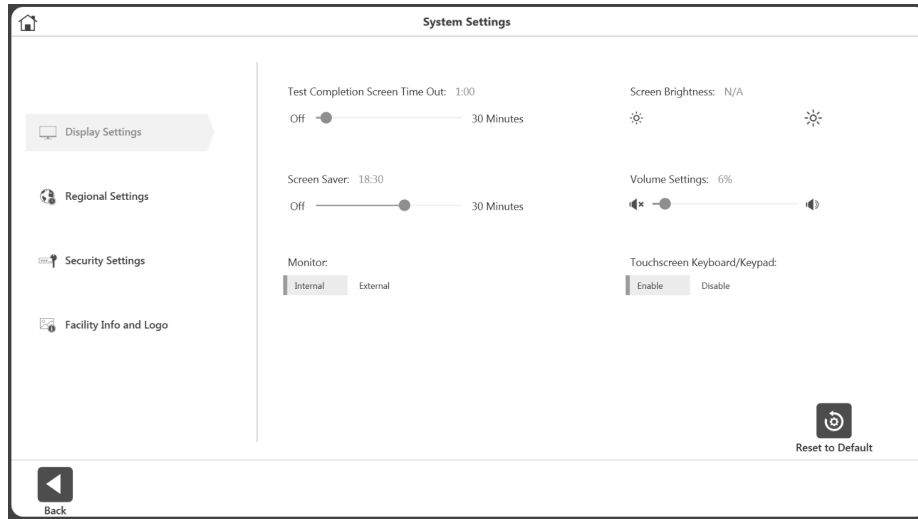 System Settings
Display Settings
Regional Settings
Security Settings
Facility Info and Logo
Test Completion Screen Time Out: 1:00
Off 30 Minutes
Screen Brightness: N/A
Screen Saver: 18:30
Off 30 Minutes
Volume Settings: 6%
Monitor:
Internal External
Touchscreen Keyboard/Keypad:
Enable Disable
Reset to Default
Back